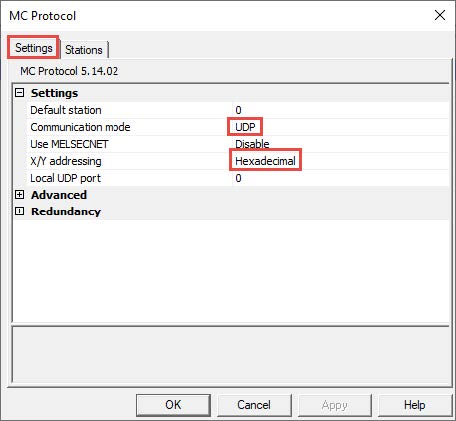 MC Protocol
Settings Stations
MC Protocol 5.14.02
Settings
Default station 0
Communication mode UDP
Use MELSECNET Disable
X/Y addressing Hexadecimal
Local UDP port 0
Advanced
Redundancy
OK Cancel Appy Help